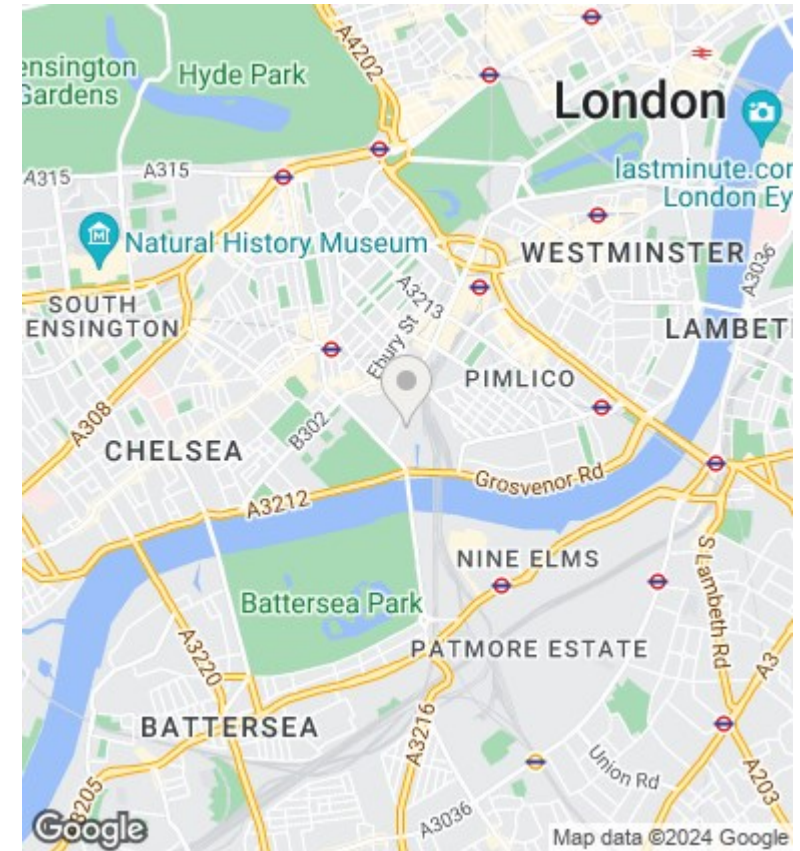 A4202
ensington
Gardens
Hyde Park
London
A315
A315
lastminute.com
London Ey
Natural History Museum
WESTMINSTER
A3036
SOUTH
ENSINGTON
A3213
Ebury St
LAMBET
PIMLICO
A308
B302
CHELSEA
Grosvenor Rd
A3212
NINE ELMS
S Lambeth Rd
Battersea Park
A3220
PATMORE ESTATE
A3
BATTERSEA
A3216
Union Rd
A203
B205
A3036
Google
Map data ©2024 Google